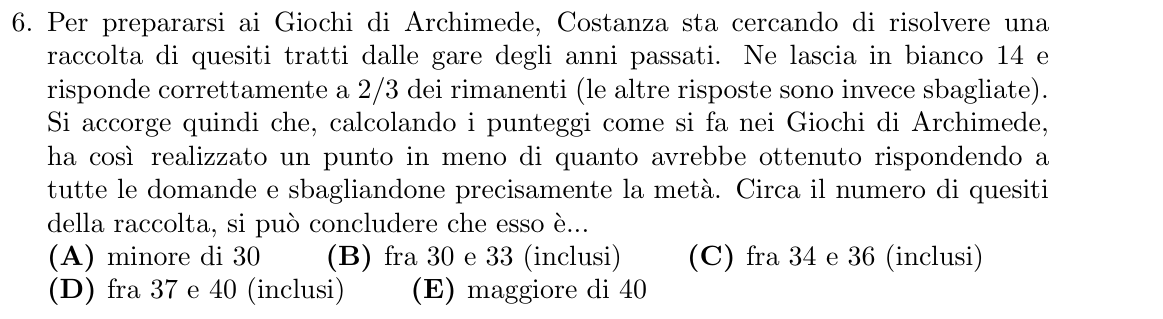 6. Per prepararsi ai Giochi di Archimede, Costanza sta cercando di risolvere una
raccolta di quesiti tratti dalle gare degli anni passati. Ne lascia in bianco 14 e
risponde correttamente a 2/3 dei rimanenti (le altre risposte sono invece sbagliate).
Si accorge quindi che, calcolando i punteggi come si fa nei Giochi di Archimede,
ha così realizzato un punto in meno di quanto avrebbe ottenuto rispondendo a
tutte le domande e sbagliandone precisamente la metà. Circa il numero di quesiti
della raccolta, si può concludere che esso è...
(A) minore di 30 (B) fra 30 e 33 (inclusi) (C) fra 34 e 36 (inclusi)
(D) fra 37 e 40 (inclusi) (E) maggiore di 40